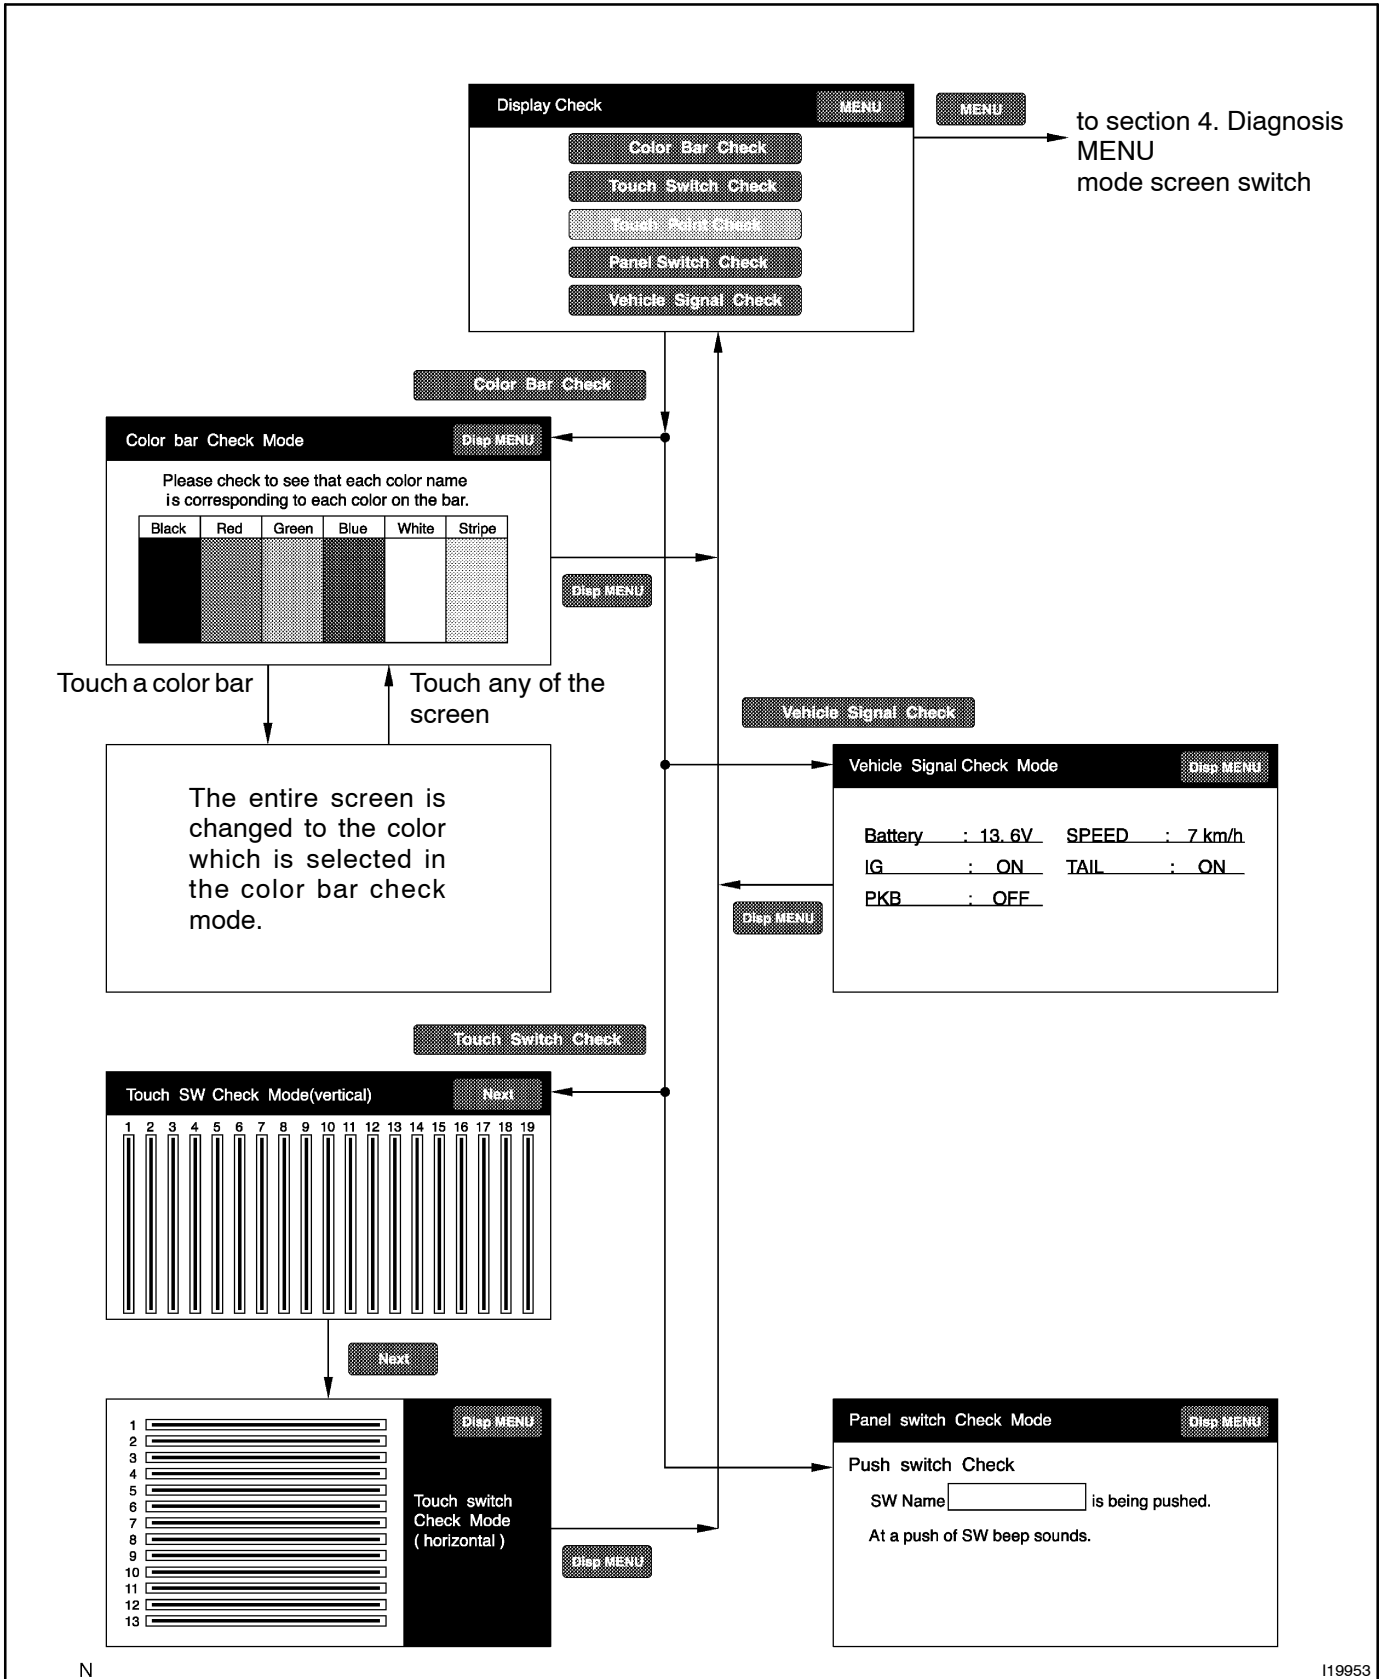 Display Check MENU
MENU
to section 4. Diagnosis
MENU
mode screen switch
Color Bar Check
Touch Switch Check
Touch Point Check
Panel Switch Check
Vehicle Signal Check
Color Bar Check
Color bar Check Mode Disp MENU
Please check to see that each color name
is corresponding to each color on the bar.
Black Red Green Blue White Stripe
Disp MENU
Touch a color bar
Touch any of the
screen
The entire screen is
changed to the color
which is selected in
the color bar check
mode.
Vehicle Signal Check
Vehicle Signal Check Mode Disp MENU
Battery : 13. 6V SPEED : 7 km/h
IG : ON TAIL : ON
PKB : OFF
Disp MENU
Touch Switch Check
Touch SW Check Mode(vertical) Next
1 2 3 4 5 6 7 8 9 10 11 12 13 14 15 16 17 18 19
Next
1
2
3
4
5
6
7
8
9
10
11
12
13
Disp MENU
Touch switch
Check Mode
( horizontal )
Disp MENU
Panel switch Check Mode Disp MENU
Push switch Check
SW Name is being pushed.
At a push of SW beep sounds.
N
I19953